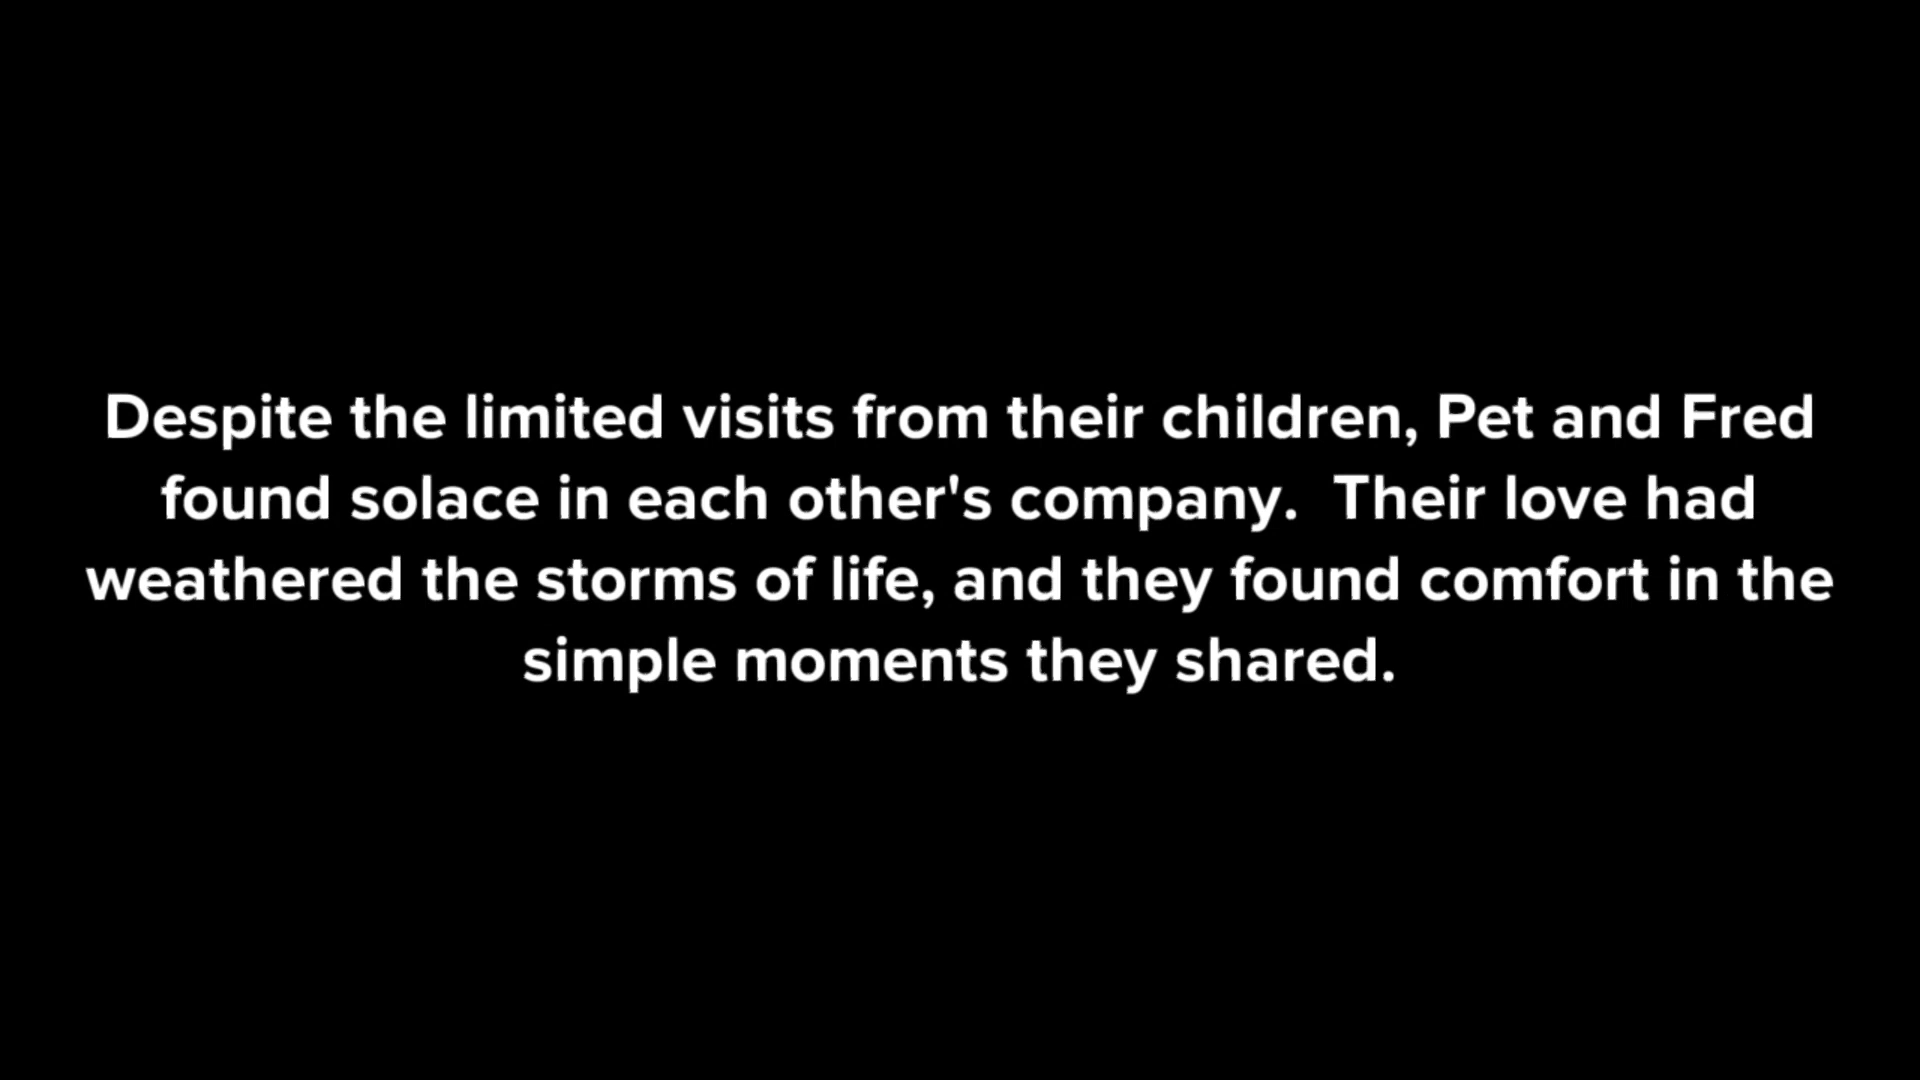 Despite the limited visits from their children, Pet and Fred
found solace in each other's company.  Their love had
weathered the storms of life, and they found comfort in the
simple moments they shared.